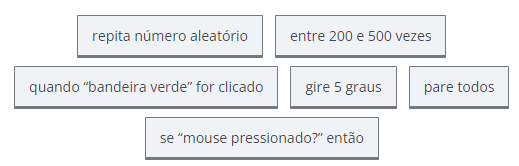 repita número aleatório
entre 200 e 500 vezes
quando “bandeira verde” for clicado
gire 5 graus
pare todos
se “mouse pressionado?” então